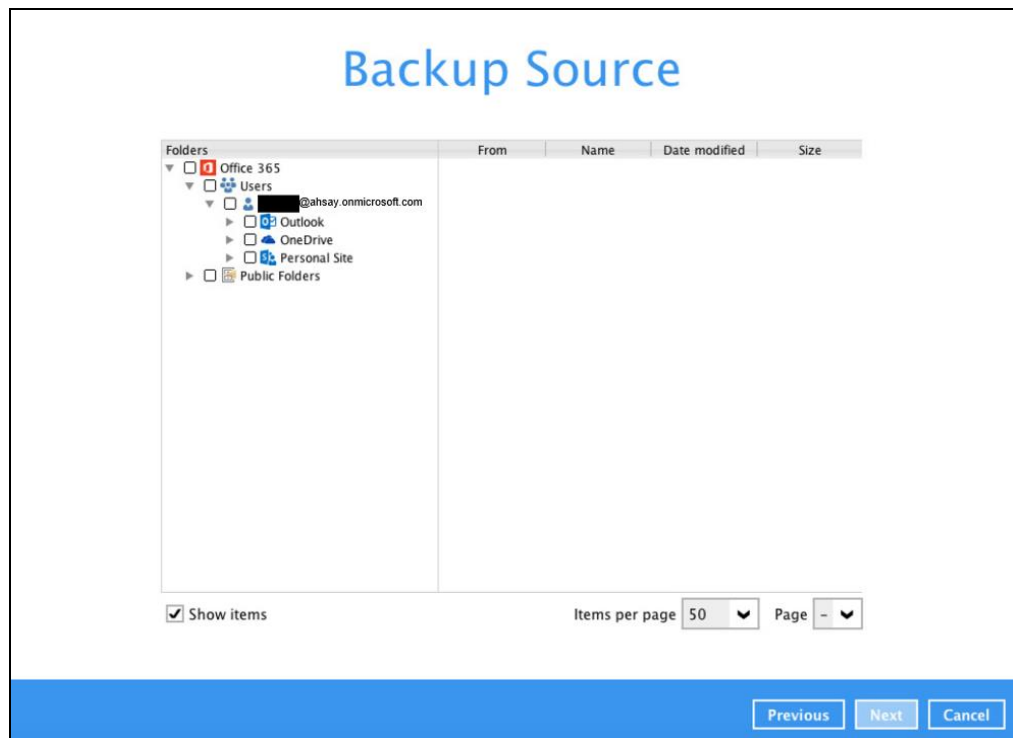 Backup Source
Folders From Name Date modified Size
Office 365
Users
@ahsay.onmicrosoft.com
Outlook
OneDrive
Personal Site
Public Folders
Show items Items per page 50 Page -
Previous Next Cancel